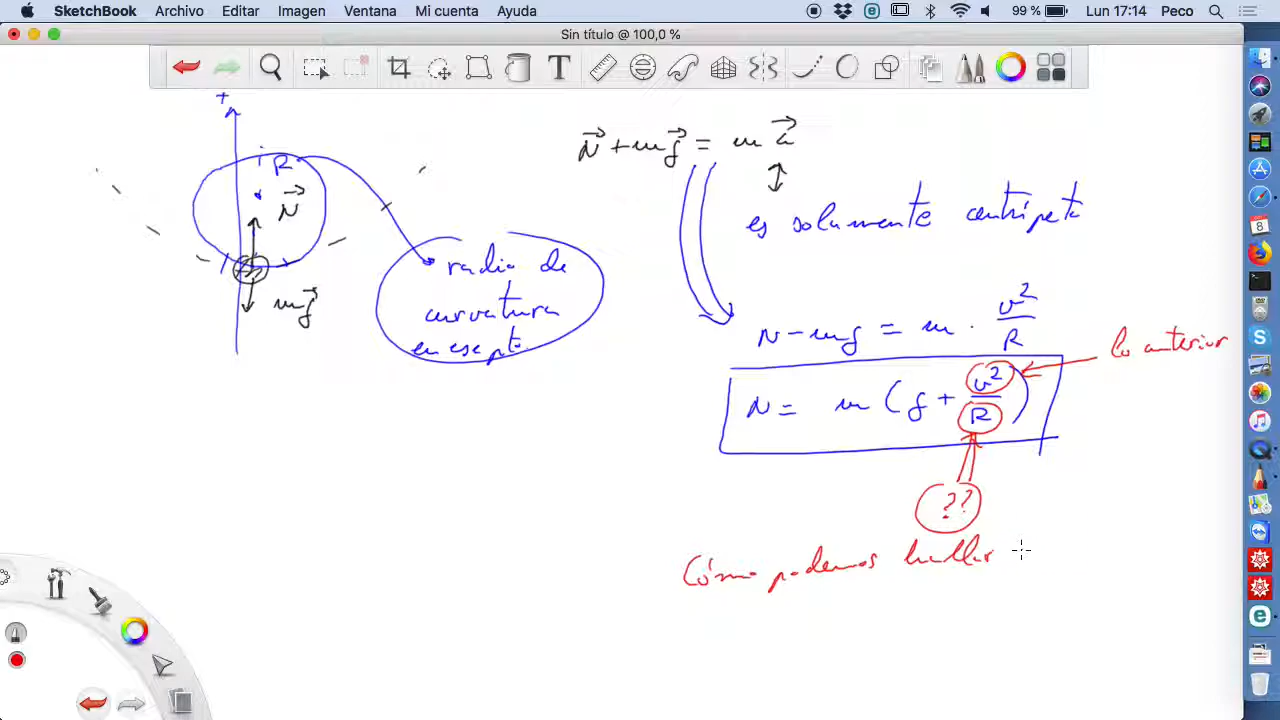 SketchBook Archivo Editar Imagen Ventana Mi cuenta Ayuda 99 % Lun 17:14 Peco
Sin título @ 100,0 %
+
R
N⃗
mg⃗
radio de
curvatura
en ese pto.
N⃗ + mg⃗ = m a⃗
es solamente centrípeta
N - mg = m · v²/R
N = m (g + v²/R)
lo anterior
??
Cómo podemos hallar